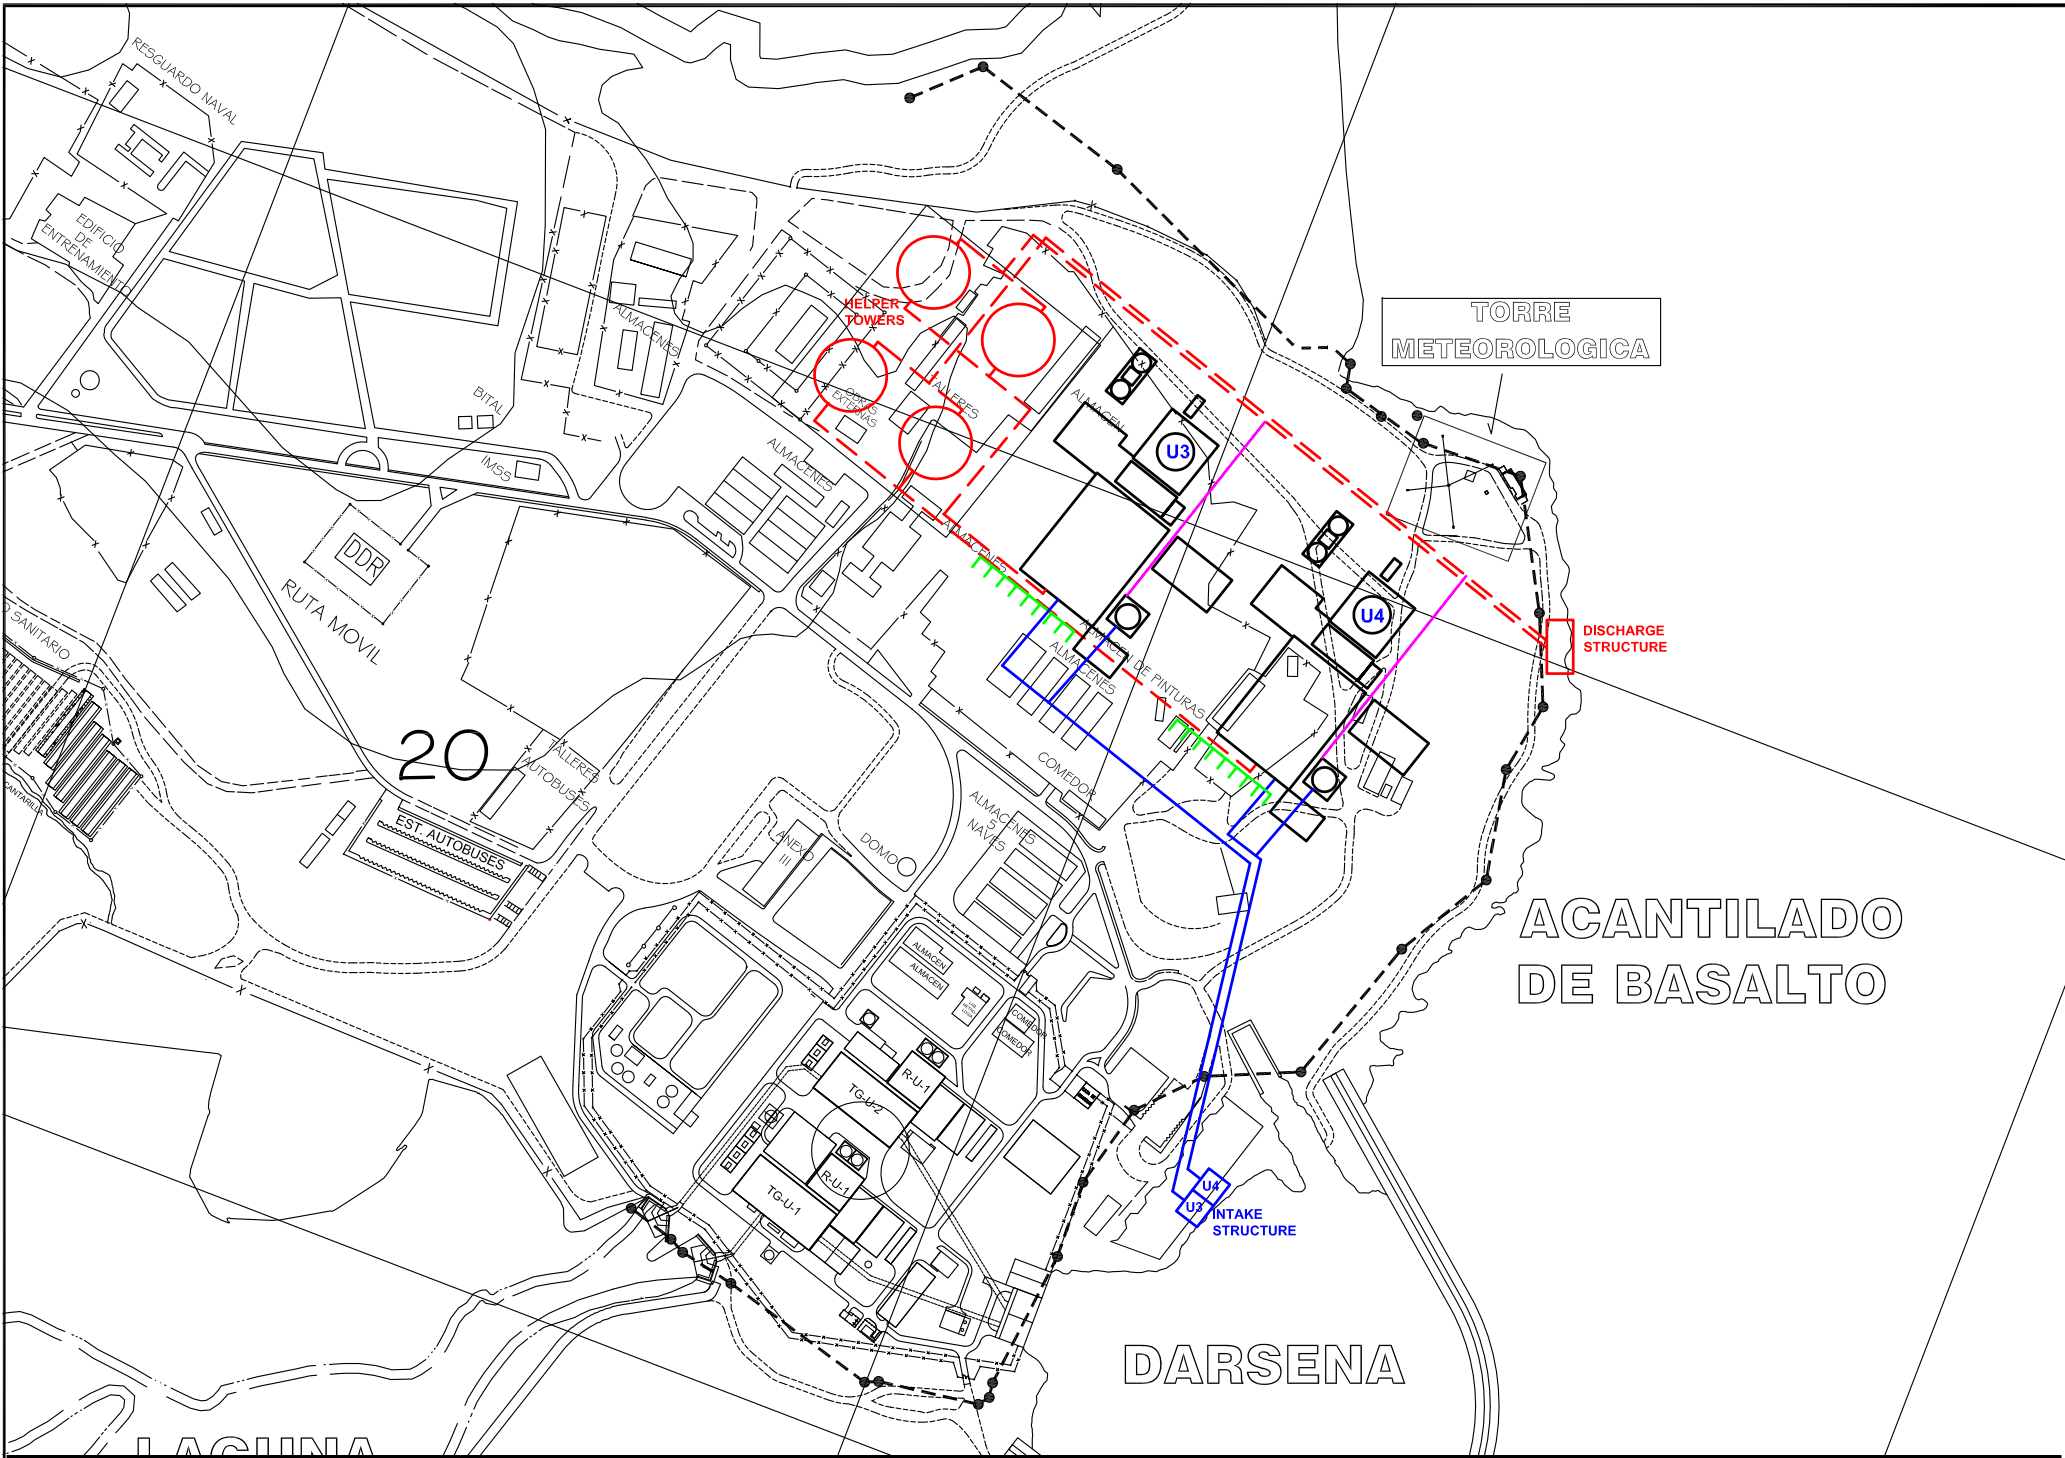 RESGUARDO NAVAL
EDIFICIO
DE
ENTRENAMIENTO
ALMACENES
BITAL
IMSS
HELPER
TOWERS
OBRAS
EXTERNAS
TALLERES
ALMACENES
ALMACEN
U3
TORRE
METEOROLOGICA
DDR
RUTA MOVIL
ALMACENES
U4
DISCHARGE
STRUCTURE
SANITARIO
ALMACEN DE PINTURAS
ALMACENES
20
TALLERES
AUTOBUSES
COMEDOR
EST. AUTOBUSES
ANEXO
III
DOMO
ALMACENES
5
NAVES
ACANTILADO
DE BASALTO
ALMACEN
ALMACEN
COMEDOR
COMEDOR
R-U-1
TG-U-2
R-U-1
TG-U-1
U4
U3
INTAKE
STRUCTURE
DARSENA
LAGUNA